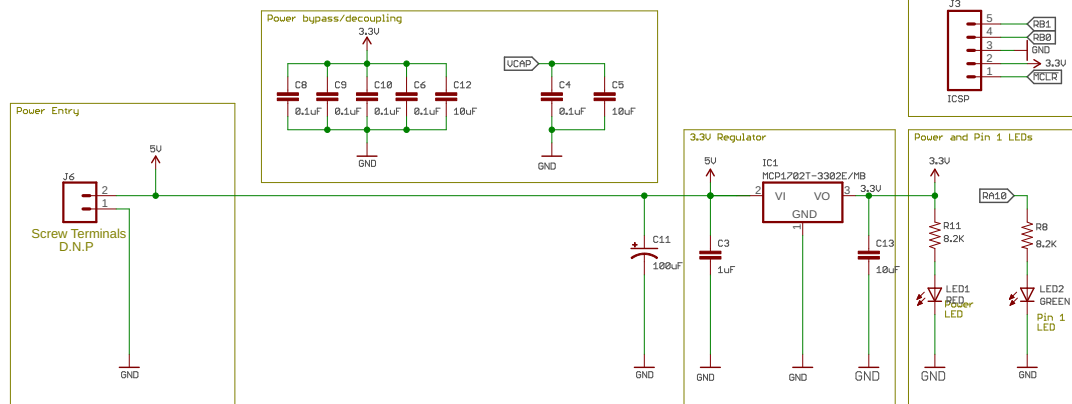 Power bypass/decoupling
3.3V
C8
0.1uF
C9
0.1uF
C10
0.1uF
C6
0.1uF
C12
10uF
GND
VCAP
C4
0.1uF
C5
10uF
GND
J3
5
4
3
2
1
RB1
RB0
GND
3.3V
MCLR
ICSP
Power Entry
5V
J6
2
1
Screw Terminals
D.N.P
GND
C11
100uF
GND
3.3V Regulator
5V
IC1
MCP1702T-3302E/MB
2
VI
VO
3
3.3V
GND
1
C3
1uF
C13
10uF
GND
GND
GND
Power and Pin 1 LEDs
3.3V
R11
8.2K
LED1
RED
Power
LED
GND
RA10
R8
8.2K
LED2
GREEN
Pin 1
LED
GND